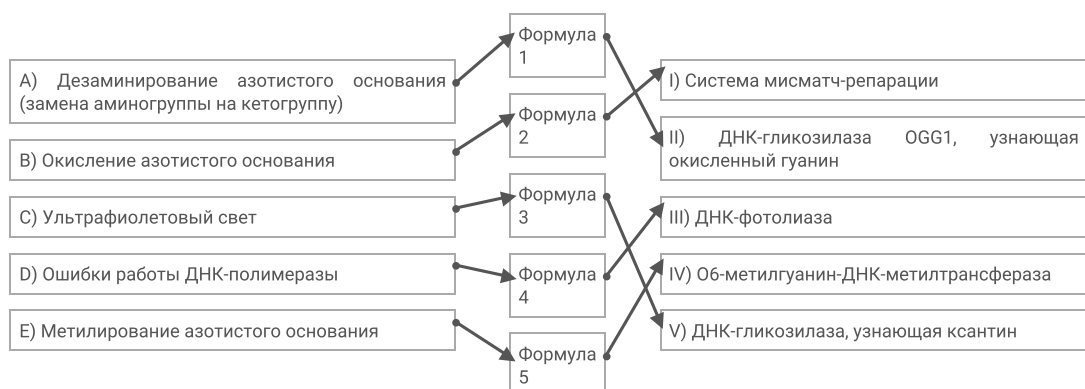 A) Дезаминирование азотистого основания
(замена аминогруппы на кетогруппу)
B) Окисление азотистого основания
C) Ультрафиолетовый свет
D) Ошибки работы ДНК-полимеразы
E) Метилирование азотистого основания
Формула
1
Формула
2
Формула
3
Формула
4
Формула
5
I) Система мисматч-репарации
II) ДНК-гликозилаза OGG1, узнающая
окисленный гуанин
III) ДНК-фотолиаза
IV) О6-метилгуанин-ДНК-метилтрансфераза
V) ДНК-гликозилаза, узнающая ксантин